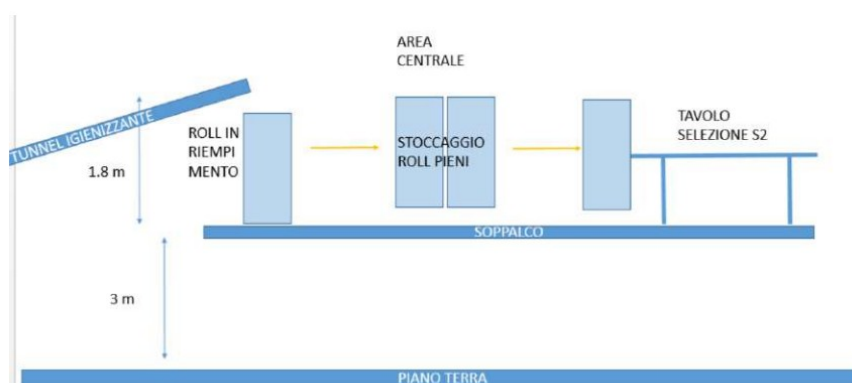 AREA
CENTRALE
TUNNEL IGIENIZZANTE
ROLL IN
RIEMPI
MENTO
STOCCAGGIO
ROLL PIENI
TAVOLO
SELEZIONE S2
1.8 m
SOPPALCO
3 m
PIANO TERRA